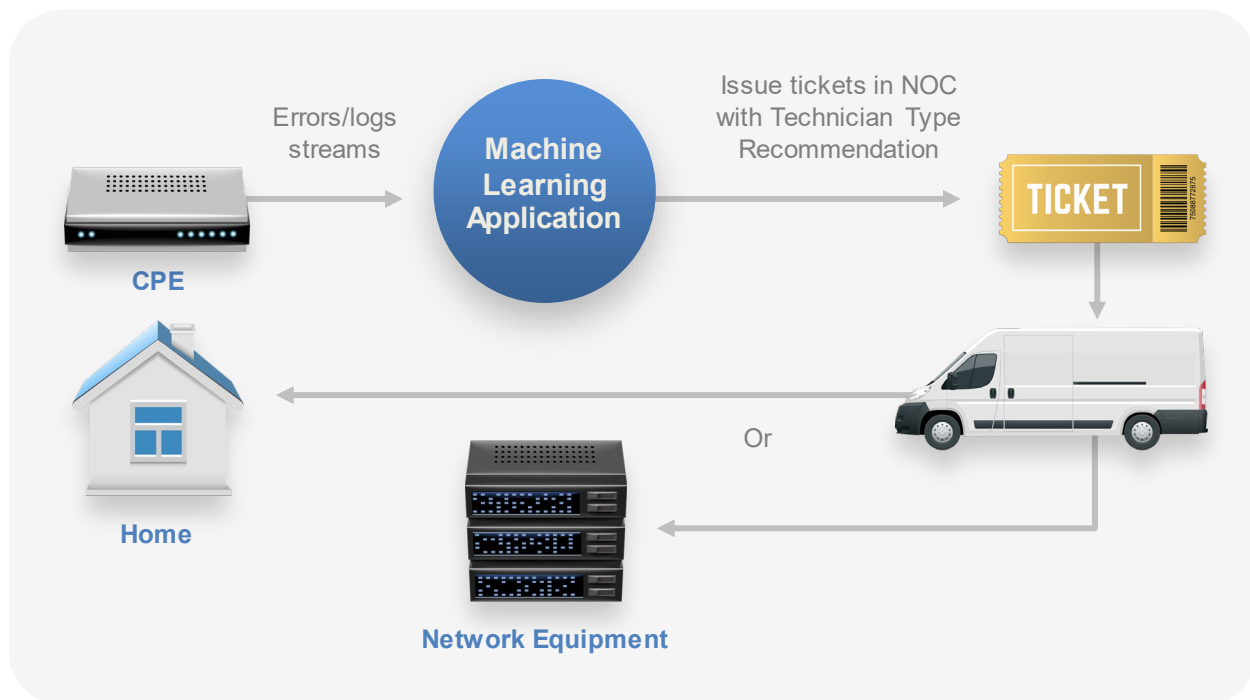 Errors/logs
streams
Machine
Learning
Application
Issue tickets in NOC
with Technician Type
Recommendation
TICKET
75088772875
CPE
Or
Home
Network Equipment